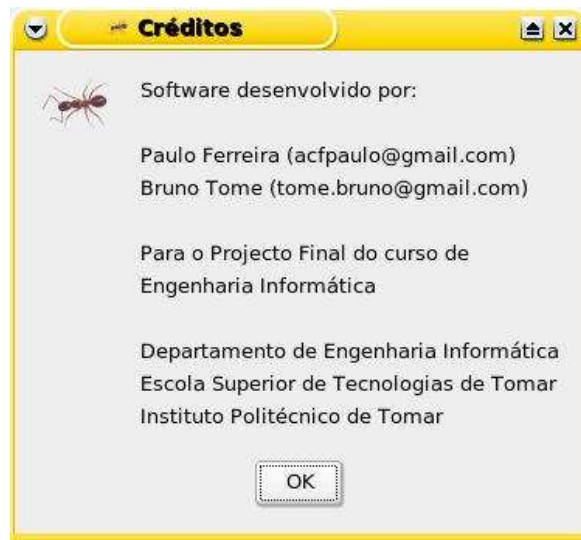 Créditos
Software desenvolvido por:
Paulo Ferreira (acfpaulo@gmail.com)
Bruno Tome (tome.bruno@gmail.com)
Para o Projecto Final do curso de
Engenharia Informática
Departamento de Engenharia Informática
Escola Superior de Tecnologias de Tomar
Instituto Politécnico de Tomar
OK